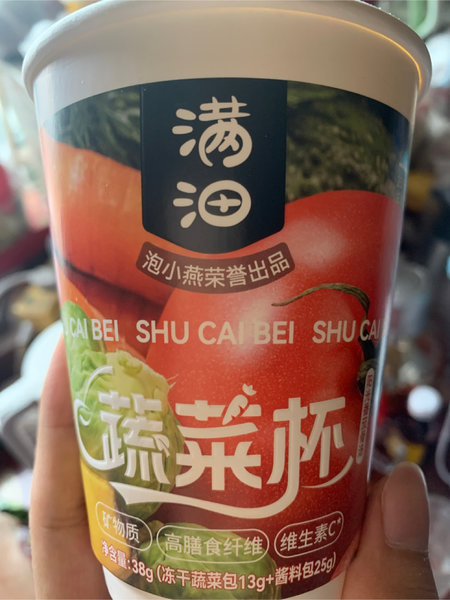 满
沺
泡小燕荣誉出品
U CAI BEI SHU CAI BEI SHU CAI
蔬菜杯
矿物质 高膳食纤维 维生素C*
净含量:38g (冻干蔬菜包13g+酱料包25g)